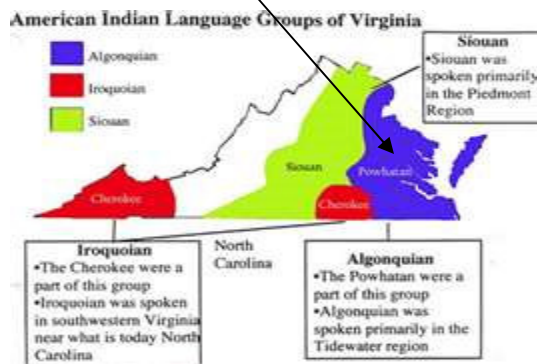 American Indian Language Groups of Virginia
Algonquian
Iroquoian
Siouan
Siouan
•Siouan was
spoken primarily
in the Piedmont
Region
Siouan
Powhatan
Cherokee
Cherokee
North
Carolina
Iroquoian
•The Cherokee were a
part of this group
•Iroquoian was spoken
in southwestern Virginia
near what is today North
Carolina
Algonquian
•The Powhatan were a
part of this group
•Algonquian was
spoken primarily in the
Tidewater region